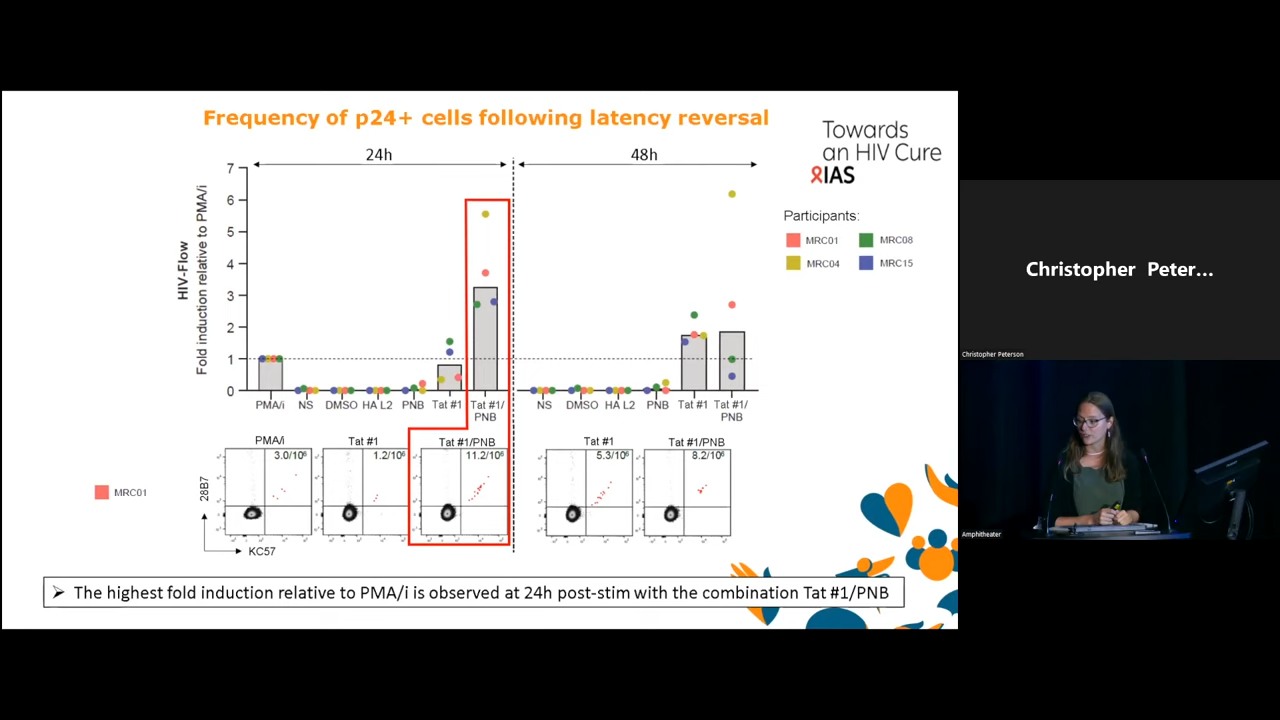 Frequency of p24+ cells following latency reversal
Towards
an HIV Cure
IAS
24h
48h
HIV-Flow
Fold induction relative to PMA/i
7
6
5
4
3
2
1
0
PMA/i NS DMSO HA L2 PNB Tat #1 Tat #1/
PNB
NS DMSO HA L2 PNB Tat #1 Tat #1/
PNB
Participants:
MRC01 MRC08
MRC04 MRC15
Christopher Peter...
Christopher Peterson
PMA/i Tat #1 Tat #1/PNB Tat #1 Tat #1/PNB
3.0/10⁶ 1.2/10⁶ 11.2/10⁶ 5.3/10⁶ 8.2/10⁶
MRC01
28B7
KC57
Amphitheater
➢ The highest fold induction relative to PMA/i is observed at 24h post-stim with the combination Tat #1/PNB